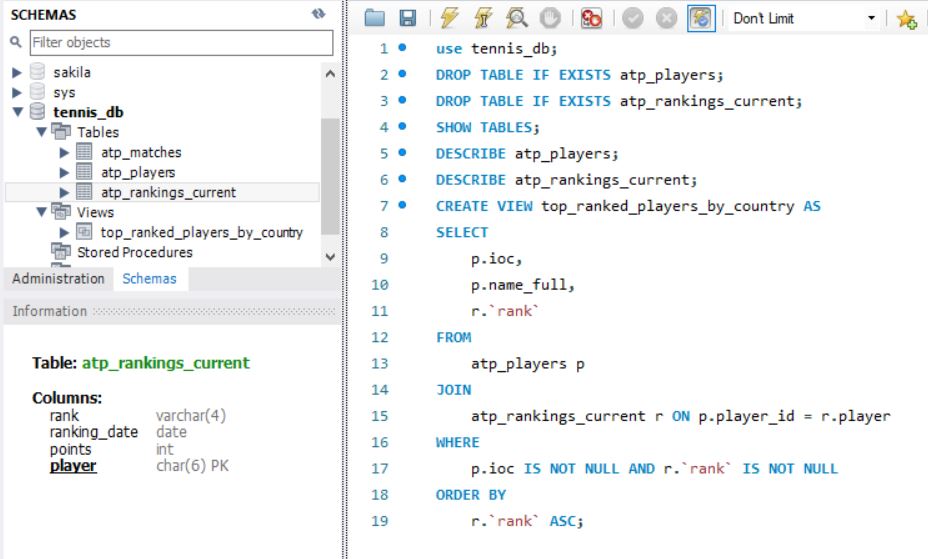 SCHEMAS
Filter objects
sakila
sys
tennis_db
Tables
atp_matches
atp_players
atp_rankings_current
Views
top_ranked_players_by_country
Stored Procedures
Administration Schemas
Information
Table: atp_rankings_current
Columns:
rank varchar(4)
ranking_date date
points int
player char(6) PK
Don't Limit
1 use tennis_db;
2 DROP TABLE IF EXISTS atp_players;
3 DROP TABLE IF EXISTS atp_rankings_current;
4 SHOW TABLES;
5 DESCRIBE atp_players;
6 DESCRIBE atp_rankings_current;
7 CREATE VIEW top_ranked_players_by_country AS
8 SELECT
9 p.ioc,
10 p.name_full,
11 r.`rank`
12 FROM
13 atp_players p
14 JOIN
15 atp_rankings_current r ON p.player_id = r.player
16 WHERE
17 p.ioc IS NOT NULL AND r.`rank` IS NOT NULL
18 ORDER BY
19 r.`rank` ASC;